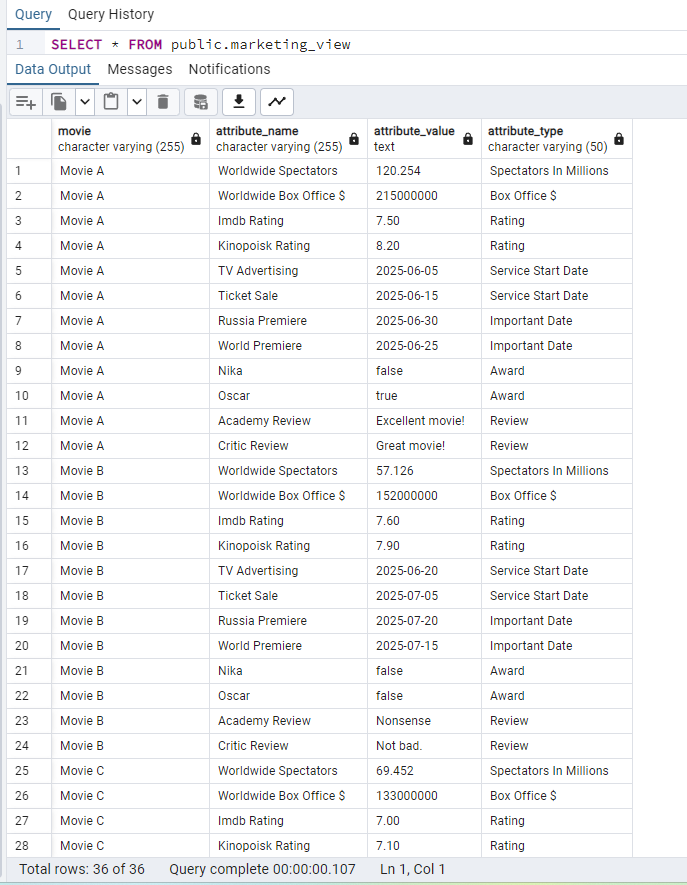 Query Query History
1 SELECT * FROM public.marketing_view
Data Output Messages Notifications
movie attribute_name attribute_value attribute_type
character varying (255) character varying (255) text character varying (50)
1 Movie A Worldwide Spectators 120.254 Spectators In Millions
2 Movie A Worldwide Box Office $ 215000000 Box Office $
3 Movie A Imdb Rating 7.50 Rating
4 Movie A Kinopoisk Rating 8.20 Rating
5 Movie A TV Advertising 2025-06-05 Service Start Date
6 Movie A Ticket Sale 2025-06-15 Service Start Date
7 Movie A Russia Premiere 2025-06-30 Important Date
8 Movie A World Premiere 2025-06-25 Important Date
9 Movie A Nika false Award
10 Movie A Oscar true Award
11 Movie A Academy Review Excellent movie! Review
12 Movie A Critic Review Great movie! Review
13 Movie B Worldwide Spectators 57.126 Spectators In Millions
14 Movie B Worldwide Box Office $ 152000000 Box Office $
15 Movie B Imdb Rating 7.60 Rating
16 Movie B Kinopoisk Rating 7.90 Rating
17 Movie B TV Advertising 2025-06-20 Service Start Date
18 Movie B Ticket Sale 2025-07-05 Service Start Date
19 Movie B Russia Premiere 2025-07-20 Important Date
20 Movie B World Premiere 2025-07-15 Important Date
21 Movie B Nika false Award
22 Movie B Oscar false Award
23 Movie B Academy Review Nonsense Review
24 Movie B Critic Review Not bad. Review
25 Movie C Worldwide Spectators 69.452 Spectators In Millions
26 Movie C Worldwide Box Office $ 133000000 Box Office $
27 Movie C Imdb Rating 7.00 Rating
28 Movie C Kinopoisk Rating 7.10 Rating
Total rows: 36 of 36 Query complete 00:00:00.107 Ln 1, Col 1